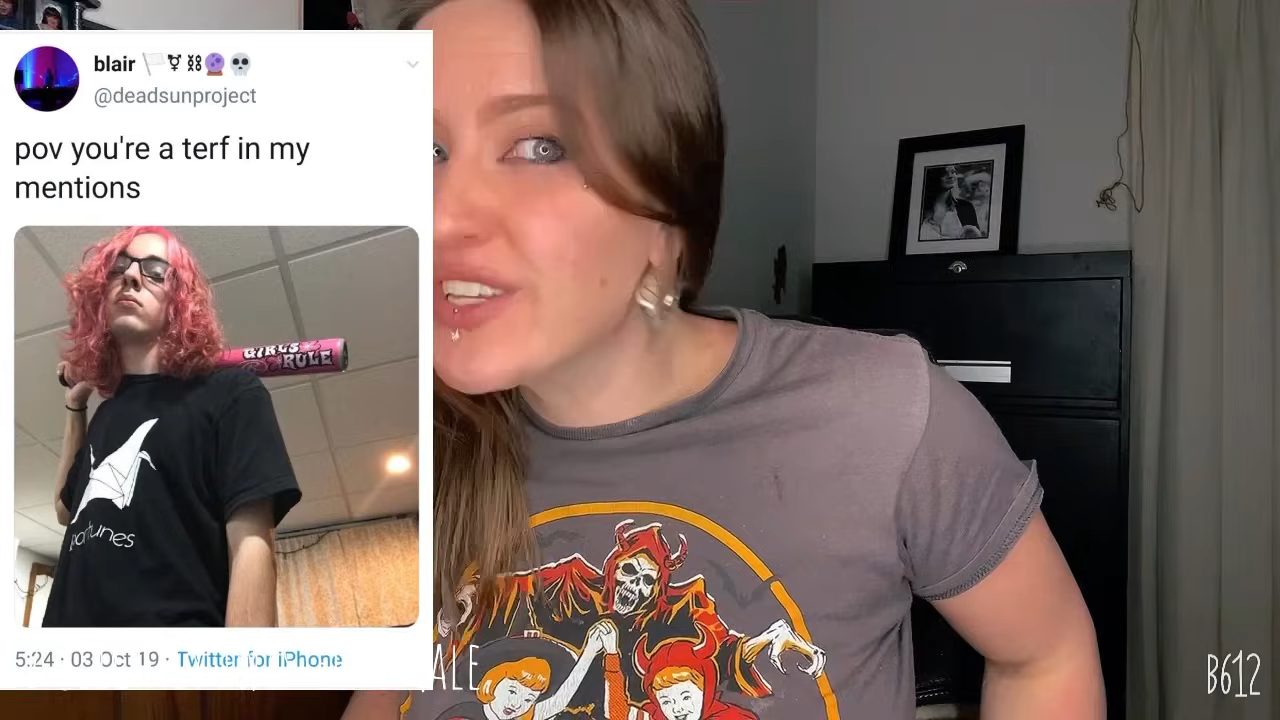 blair
@deadsunproject
pov you're a terf in my
mentions
GIRLS
RULE
5:24 · 03 Oct 19 · Twitter for iPhone
ALE
B612